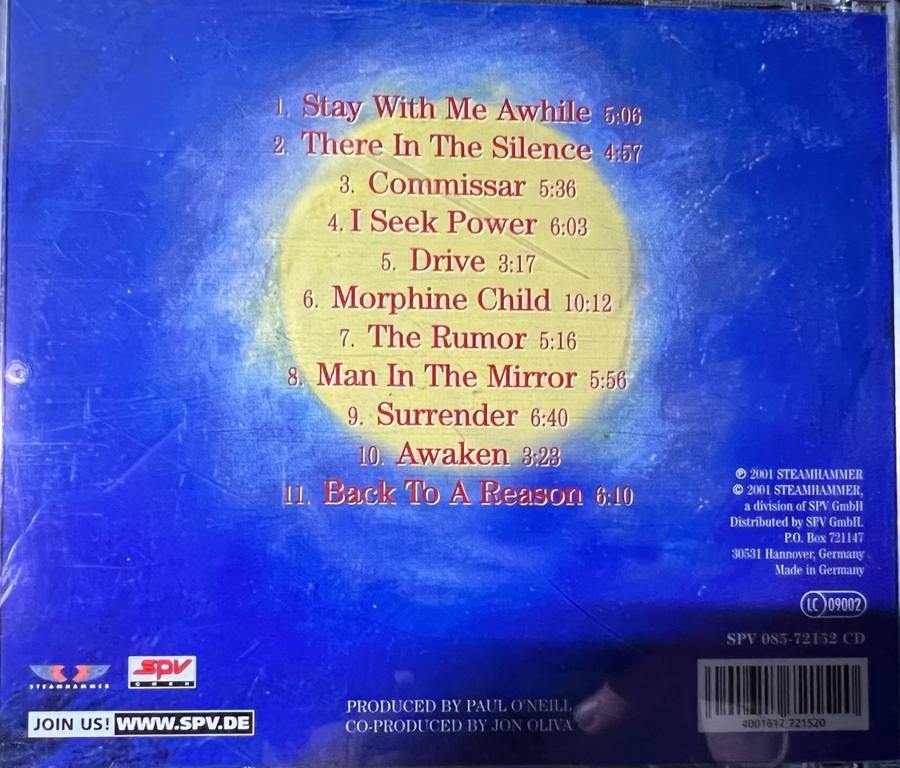 1. Stay With Me Awhile 5:06
2. There In The Silence 4:57
3. Commissar 5:36
4. I Seek Power 6:03
5. Drive 3:17
6. Morphine Child 10:12
7. The Rumor 5:16
8. Man In The Mirror 5:56
9. Surrender 6:40
10. Awaken 3:23
11. Back To A Reason 6:10
℗ 2001 STEAMHAMMER
© 2001 STEAMHAMMER,
a division of SPV GmbH
Distributed by SPV GmbH.
P.O. Box 721147
30531 Hannover, Germany
Made in Germany
LC 09002
SPV 085-72152 CD
4001617 721520
STEAMHAMMER
spv
GMBH
JOIN US! WWW.SPV.DE
PRODUCED BY PAUL O'NEILL
CO-PRODUCED BY JON OLIVA